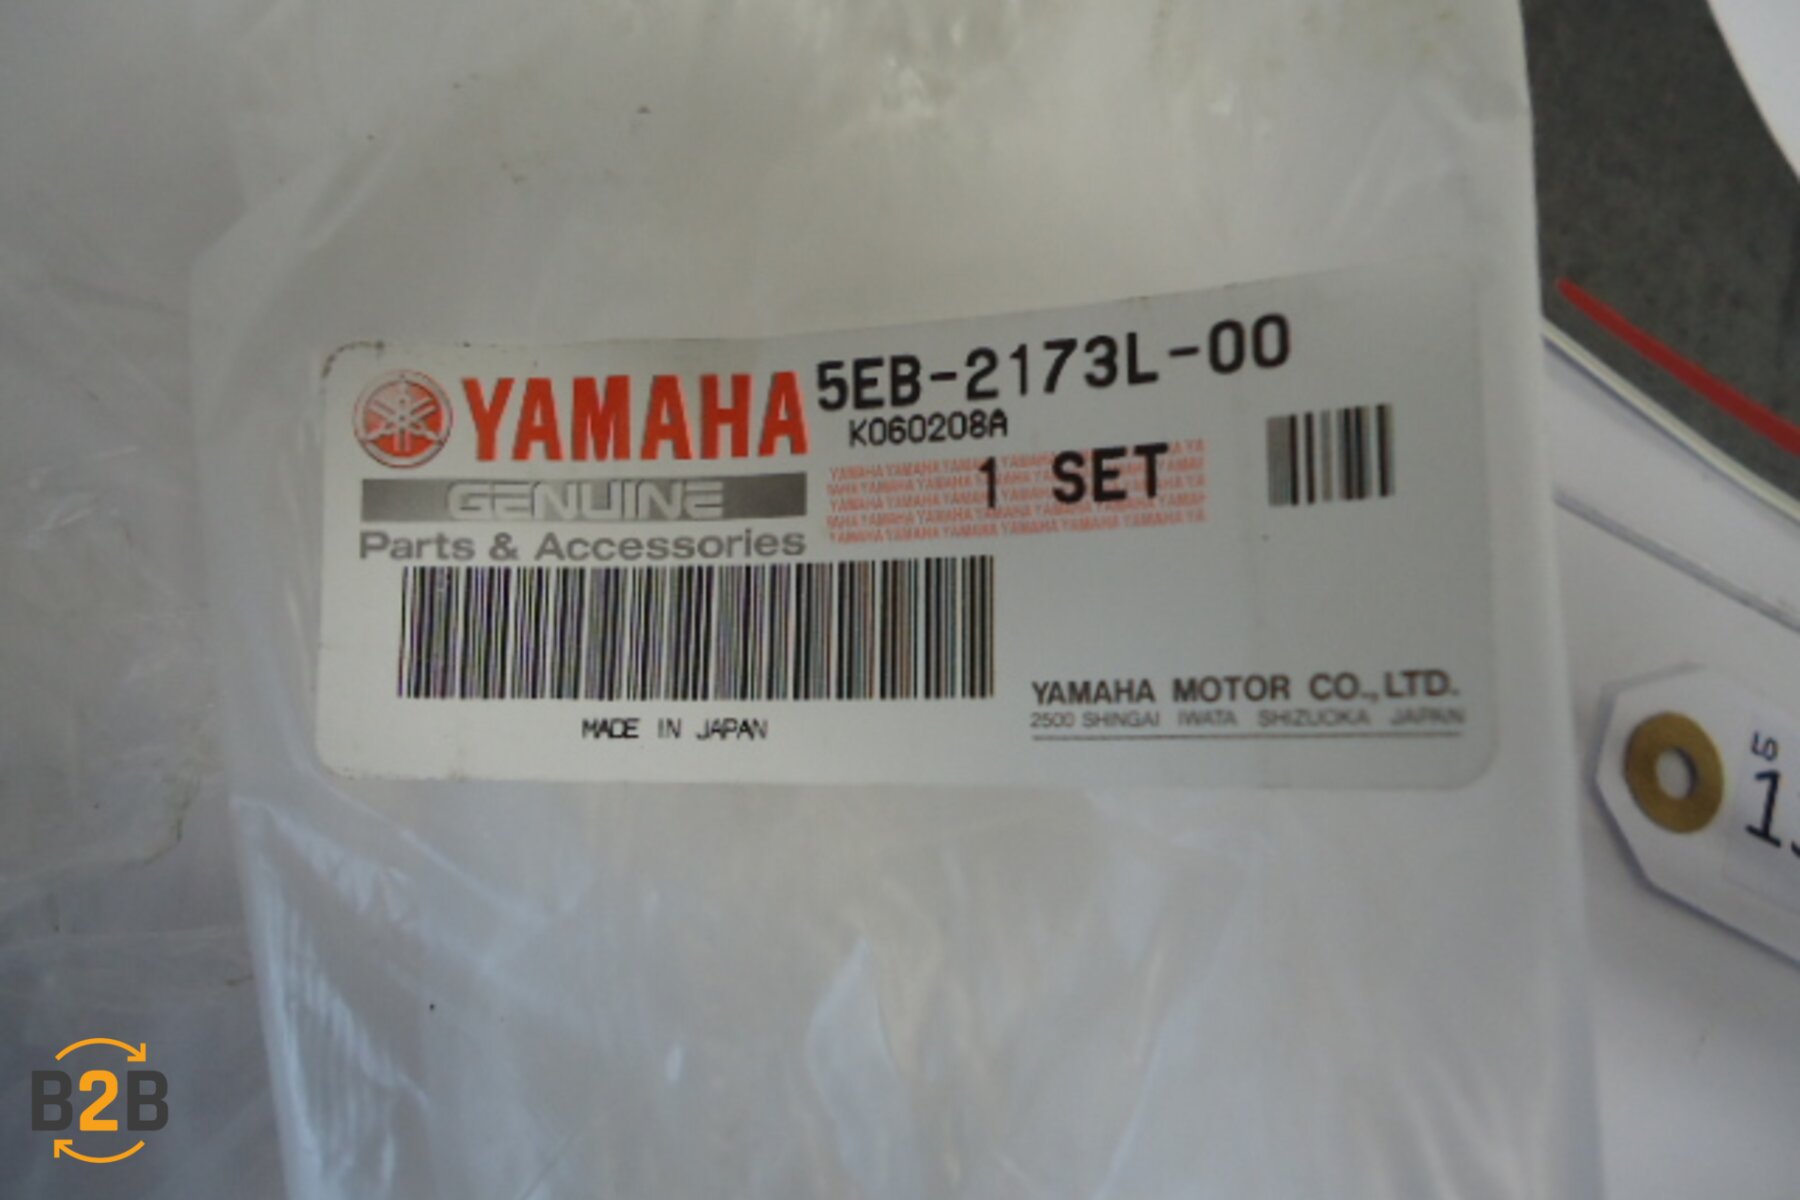 YAMAHA
5EB-2173L-00
K060208A
GENUINE
1 SET
Parts & Accessories
MADE IN JAPAN
YAMAHA MOTOR CO., LTD.
2500 SHINGAI IWATA SHIZUOKA JAPAN
B2B